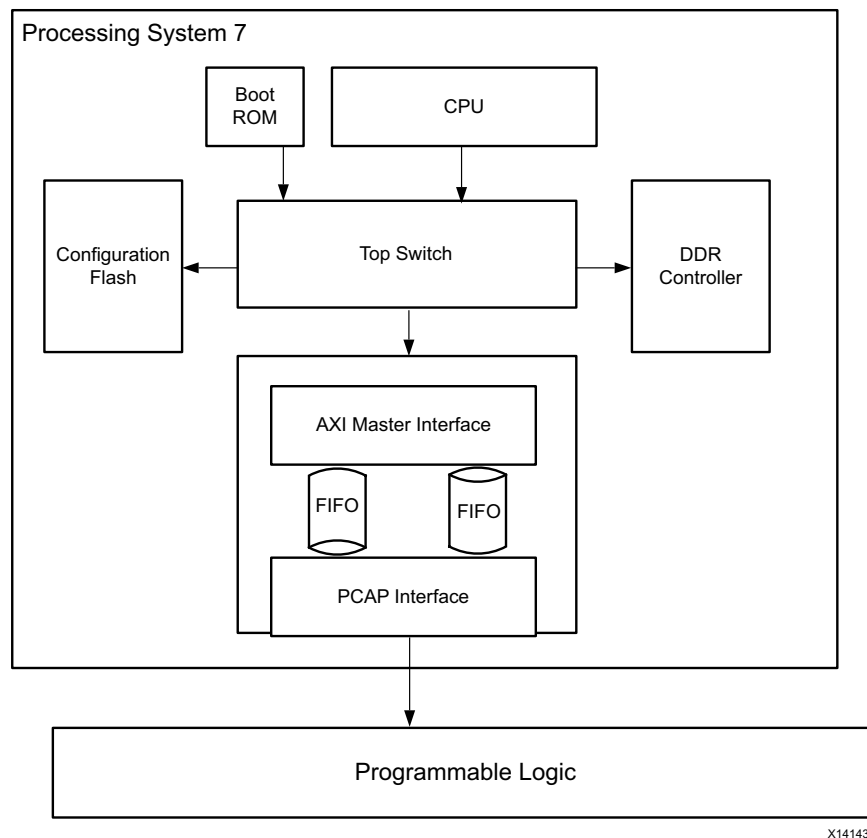 Processing System 7
Boot
ROM
CPU
Configuration
Flash
Top Switch
DDR
Controller
AXI Master Interface
FIFO
FIFO
PCAP Interface
Programmable Logic
X14143